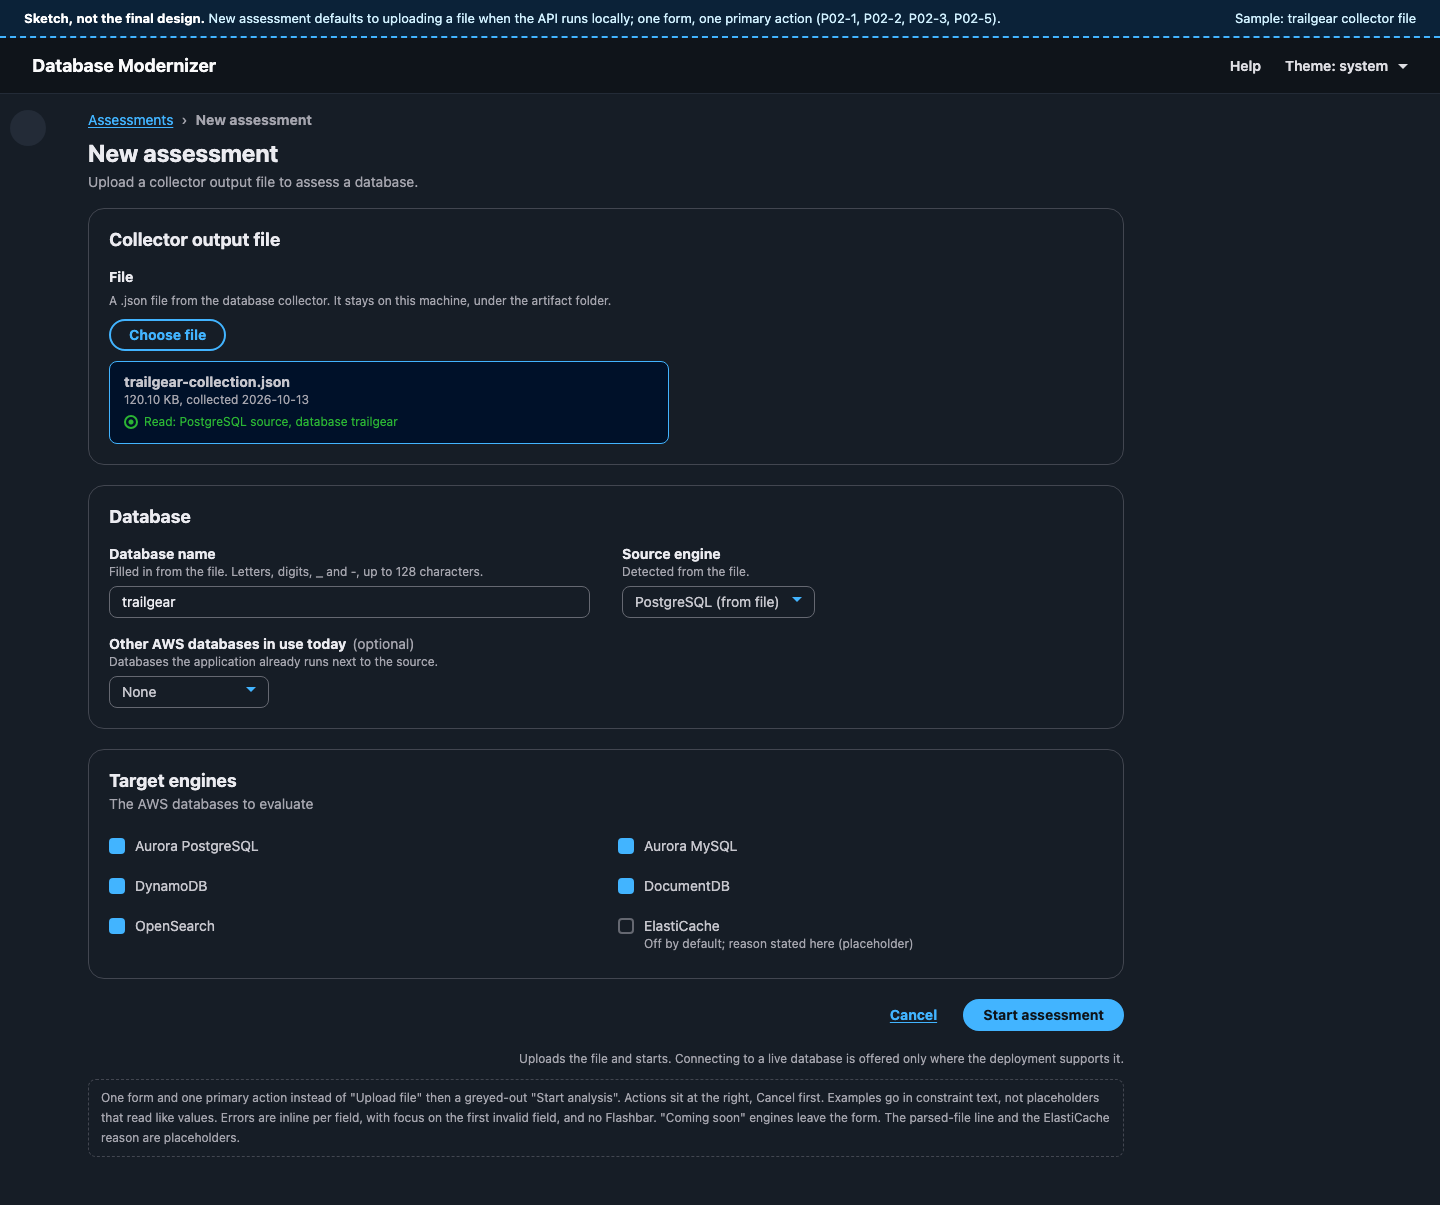 Sketch, not the final design. New assessment defaults to uploading a file when the API runs locally; one form, one primary action (P02-1, P02-2, P02-3, P02-5).
Sample: trailgear collector file
Database Modernizer
Help
Theme: system
Assessments › New assessment
New assessment
Upload a collector output file to assess a database.
Collector output file
File
A .json file from the database collector. It stays on this machine, under the artifact folder.
Choose file
trailgear-collection.json
120.10 KB, collected 2026-10-13
Read: PostgreSQL source, database trailgear
Database
Database name
Filled in from the file. Letters, digits, _ and -, up to 128 characters.
trailgear
Source engine
Detected from the file.
PostgreSQL (from file)
Other AWS databases in use today (optional)
Databases the application already runs next to the source.
None
Target engines
The AWS databases to evaluate
Aurora PostgreSQL
Aurora MySQL
DynamoDB
DocumentDB
OpenSearch
ElastiCache
Off by default; reason stated here (placeholder)
Cancel
Start assessment
Uploads the file and starts. Connecting to a live database is offered only where the deployment supports it.
One form and one primary action instead of "Upload file" then a greyed-out "Start analysis". Actions sit at the right, Cancel first. Examples go in constraint text, not placeholders
that read like values. Errors are inline per field, with focus on the first invalid field, and no Flashbar. "Coming soon" engines leave the form. The parsed-file line and the ElastiCache
reason are placeholders.